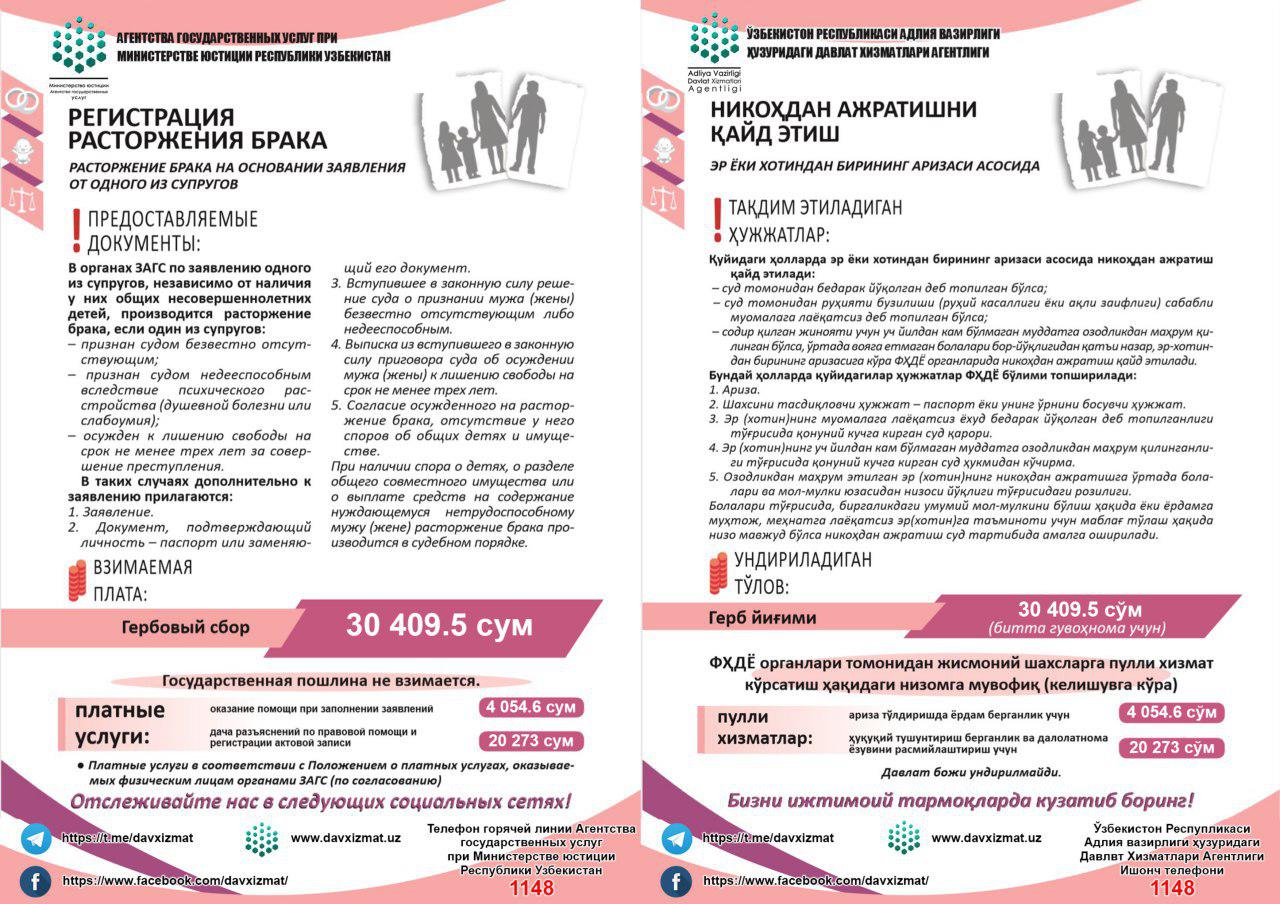 АГЕНТСТВА ГОСУДАРСТВЕННЫХ УСЛУГ ПРИ
МИНИСТЕРСТВЕ ЮСТИЦИИ РЕСПУБЛИКИ УЗБЕКИСТАН
Министерство юстиции
Агентство государственных
услуг
РЕГИСТРАЦИЯ
РАСТОРЖЕНИЯ БРАКА
РАСТОРЖЕНИЕ БРАКА НА ОСНОВАНИИ ЗАЯВЛЕНИЯ
ОТ ОДНОГО ИЗ СУПРУГОВ
! ПРЕДОСТАВЛЯЕМЫЕ
ДОКУМЕНТЫ:
В органах ЗАГС по заявлению одного
из супругов, независимо от наличия
у них общих несовершеннолетних
детей, производится расторжение
брака, если один из супругов:
– признан судом безвестно отсут-
ствующим;
– признан судом недееспособным
вследствие психического рас-
стройства (душевной болезни или
слабоумия);
– осужден к лишению свободы на
срок не менее трех лет за совер-
шение преступления.
В таких случаях дополнительно к
заявлению прилагаются:
1. Заявление.
2. Документ, подтверждающий
личность – паспорт или заменяю-
щий его документ.
3. Вступившее в законную силу реше-
ние суда о признании мужа (жены)
безвестно отсутствующим либо
недееспособным.
4. Выписка из вступившего в законную
силу приговора суда об осуждении
мужа (жены) к лишению свободы на
срок не менее трех лет.
5. Согласие осужденного на растор-
жение брака, отсутствие у него
споров об общих детях и имуще-
стве.
При наличии спора о детях, о разделе
общего совместного имущества или
о выплате средств на содержание
нуждающемуся нетрудоспособному
мужу (жене) расторжение брака про-
изводится в судебном порядке.
ВЗИМАЕМАЯ
ПЛАТА:
Гербовый сбор
30 409.5 сум
Государственная пошлина не взимается.
платные
услуги:
оказание помощи при заполнении заявлений
4 054.6 сум
дача разъяснений по правовой помощи и
регистрации актовой записи
20 273 сум
● Платные услуги в соответствии с Положением о платных услугах, оказывае-
мых физическим лицам органами ЗАГС (по согласованию)
Отслеживайте нас в следующих социальных сетях!
https://t.me/davxizmat
www.davxizmat.uz
https://www.facebook.com/davxizmat/
Телефон горячей линии Агентства
государственных услуг
при Министерстве юстиции
Республики Узбекистан
1148
ЎЗБЕКИСТОН РЕСПУБЛИКАСИ АДЛИЯ ВАЗИРЛИГИ
ҲУЗУРИДАГИ ДАВЛАТ ХИЗМАТЛАРИ АГЕНТЛИГИ
Adliya Vazirligi
Davlat Xizmatlari
Agentligi
НИКОҲДАН АЖРАТИШНИ
ҚАЙД ЭТИШ
ЭР ЁКИ ХОТИНДАН БИРИНИНГ АРИЗАСИ АСОСИДА
! ТАҚДИМ ЭТИЛАДИГАН
ҲУЖЖАТЛАР:
Қуйидаги ҳолларда эр ёки хотиндан бирининг аризаси асосида никоҳдан ажратиш
қайд этилади:
– суд томонидан бедарак йўқолган деб топилган бўлса;
– суд томонидан руҳияти бузилиши (руҳий касаллиги ёки ақли заифлиги) сабабли
муомалага лаёқатсиз деб топилган бўлса;
– содир қилган жинояти учун уч йилдан кам бўлмаган муддатга озодликдан маҳрум қи-
линган бўлса, ўртада вояга етмаган болалари бор-йўқлигидан қатъи назар, эр-хотин-
дан бирининг аризасига кўра ФҲДЁ органларида никоҳдан ажратиш қайд этилади.
Бундай ҳолларда қуйидагилар ҳужжатлар ФҲДЁ бўлими топширилади:
1. Ариза.
2. Шахсини тасдиқловчи ҳужжат – паспорт ёки унинг ўрнини босувчи ҳужжат.
3. Эр (хотин)нинг муомалага лаёқатсиз ёхуд бедарак йўқолган деб топилганлиги
тўғрисида қонуний кучга кирган суд қарори.
4. Эр (хотин)нинг уч йилдан кам бўлмаган муддатга озодликдан маҳрум қилинганли-
ги тўғрисида қонуний кучга кирган суд ҳукмидан кўчирма.
5. Озодликдан маҳрум этилган эр (хотин)нинг никоҳдан ажратишга ўртада бола-
лари ва мол-мулки юзасидан низоси йўқлиги тўғрисидаги розилиги.
Болалари тўғрисида, биргаликдаги умумий мол-мулкини бўлиш ҳақида ёки ёрдамга
муҳтож, меҳнатга лаёқатсиз эр(хотин)га таъминоти учун маблағ тўлаш ҳақида
низо мавжуд бўлса никоҳдан ажратиш суд тартибида амалга оширилади.
УНДИРИЛАДИГАН
ТЎЛОВ:
Герб йиғими
30 409.5 сўм
(битта гувоҳнома учун)
ФҲДЁ органлари томонидан жисмоний шахсларга пулли хизмат
кўрсатиш ҳақидаги низомга мувофиқ (келишувга кўра)
пулли
хизматлар:
ариза тўлдиришда ёрдам берганлик учун
4 054.6 сўм
ҳуқуқий тушунтириш берганлик ва далолатнома
ёзувини расмийлаштириш учун
20 273 сўм
Давлат божи ундирилмайди.
Бизни ижтимоий тармоқларда кузатиб боринг!
https://t.me/davxizmat
www.davxizmat.uz
https://www.facebook.com/davxizmat/
Ўзбекистон Респупликаси
Адлия вазирлиги ҳузуридаги
Давлвт Хизматлари Агентлиги
Ишонч телефони
1148